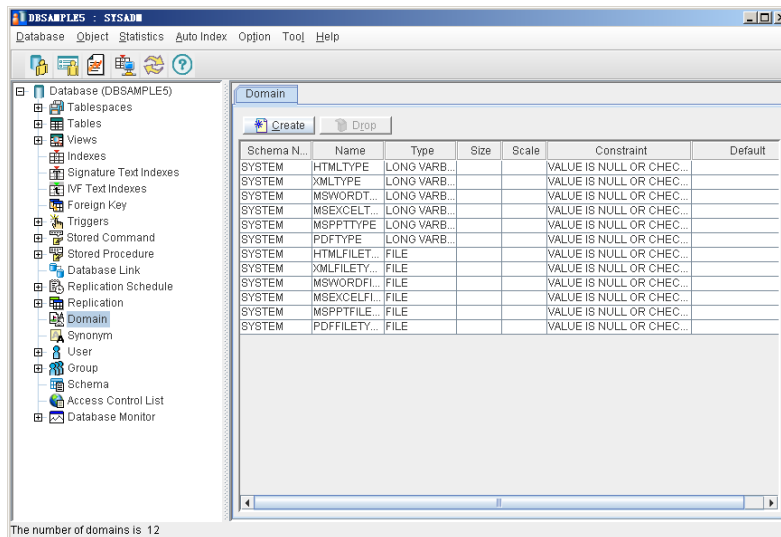 DBSAMPLE5 : SYSADM
Database Object Statistics Auto Index Option Tool Help
Database (DBSAMPLE5)
Tablespaces
Tables
Views
Indexes
Signature Text Indexes
IVF Text Indexes
Foreign Key
Triggers
Stored Command
Stored Procedure
Database Link
Replication Schedule
Replication
Domain
Synonym
User
Group
Schema
Access Control List
Database Monitor
Domain
Create Drop
Schema N... Name Type Size Scale Constraint Default
SYSTEM HTMLTYPE LONG VARB... VALUE IS NULL OR CHEC...
SYSTEM XMLTYPE LONG VARB... VALUE IS NULL OR CHEC...
SYSTEM MSWORDT... LONG VARB... VALUE IS NULL OR CHEC...
SYSTEM MSEXCELT... LONG VARB... VALUE IS NULL OR CHEC...
SYSTEM MSPPTTYPE LONG VARB... VALUE IS NULL OR CHEC...
SYSTEM PDFTYPE LONG VARB... VALUE IS NULL OR CHEC...
SYSTEM HTMLFILET... FILE VALUE IS NULL OR CHEC...
SYSTEM XMLFILETY... FILE VALUE IS NULL OR CHEC...
SYSTEM MSWORDFI... FILE VALUE IS NULL OR CHEC...
SYSTEM MSEXCELFI... FILE VALUE IS NULL OR CHEC...
SYSTEM MSPPTFILE... FILE VALUE IS NULL OR CHEC...
SYSTEM PDFFILETY... FILE VALUE IS NULL OR CHEC...
The number of domains is 12